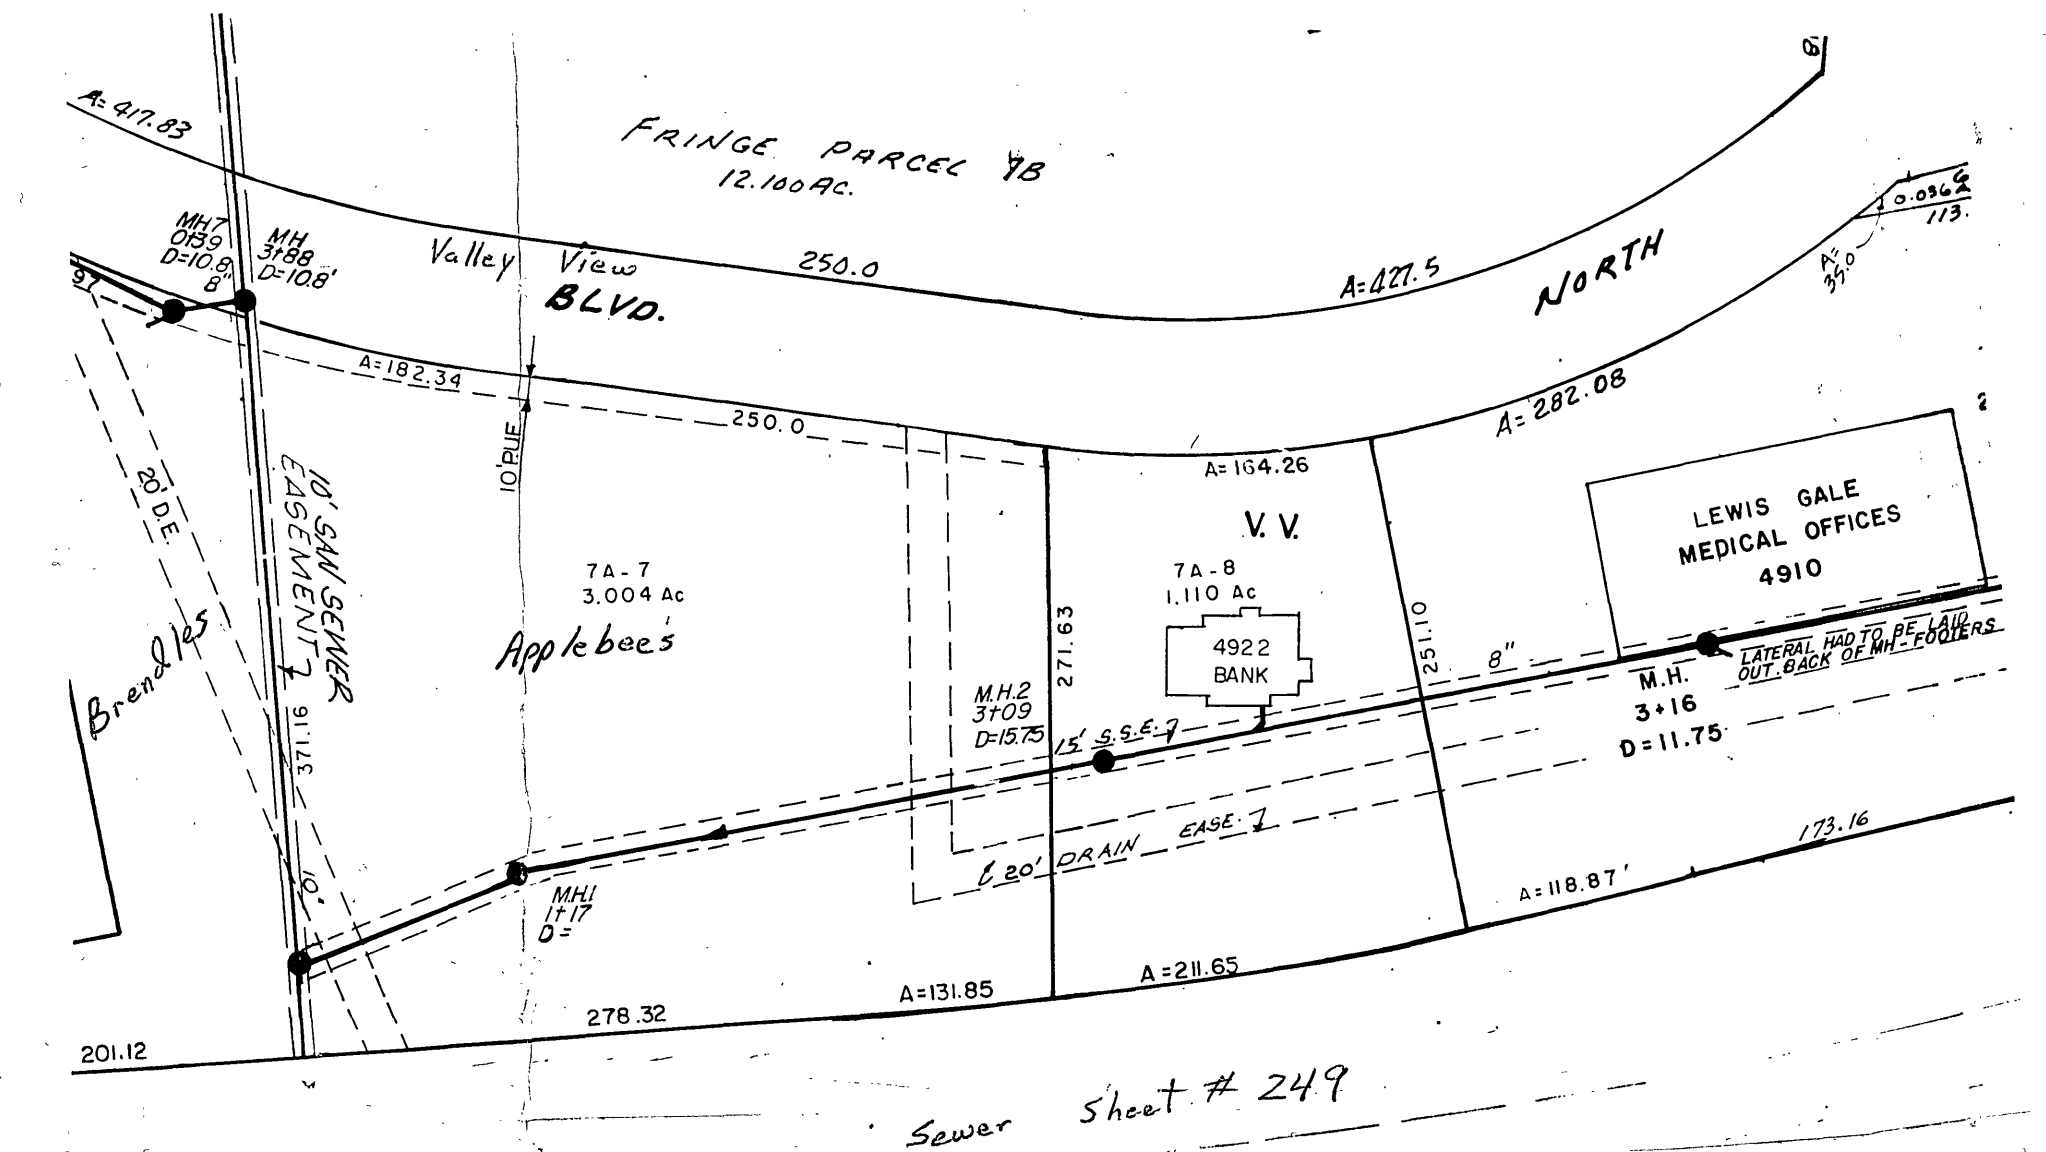 A=417.83
FRINGE PARCEL 7B
12.100 AC.
0.036
113.
A=
39.0
MH7
0+39
D=10.8
8"
MH
3+88
D=10.8'
Valley View
BLVD.
250.0
A=427.5
NORTH
97
A=182.34
10' PUE
250.0
A=164.26
A=282.08
20' D.E.
10' SAN SEWER
EASEMENT
371.16
10'
7A-7
3.004 Ac
Applebee's
Brendles
V. V.
7A-8
1.110 Ac
4922
BANK
271.63
251.10
LEWIS GALE
MEDICAL OFFICES
4910
8"
LATERAL HAD TO BE LAID
OUT BACK OF MH-FOOTERS
M.H.
3+16
D=11.75
M.H.2
3+09
D=15.75
15' S.S.E.
20' DRAIN EASE.
MH1
1+17
D=
173.16
A=118.87'
A=211.65
A=131.85
278.32
201.12
Sewer Sheet # 249